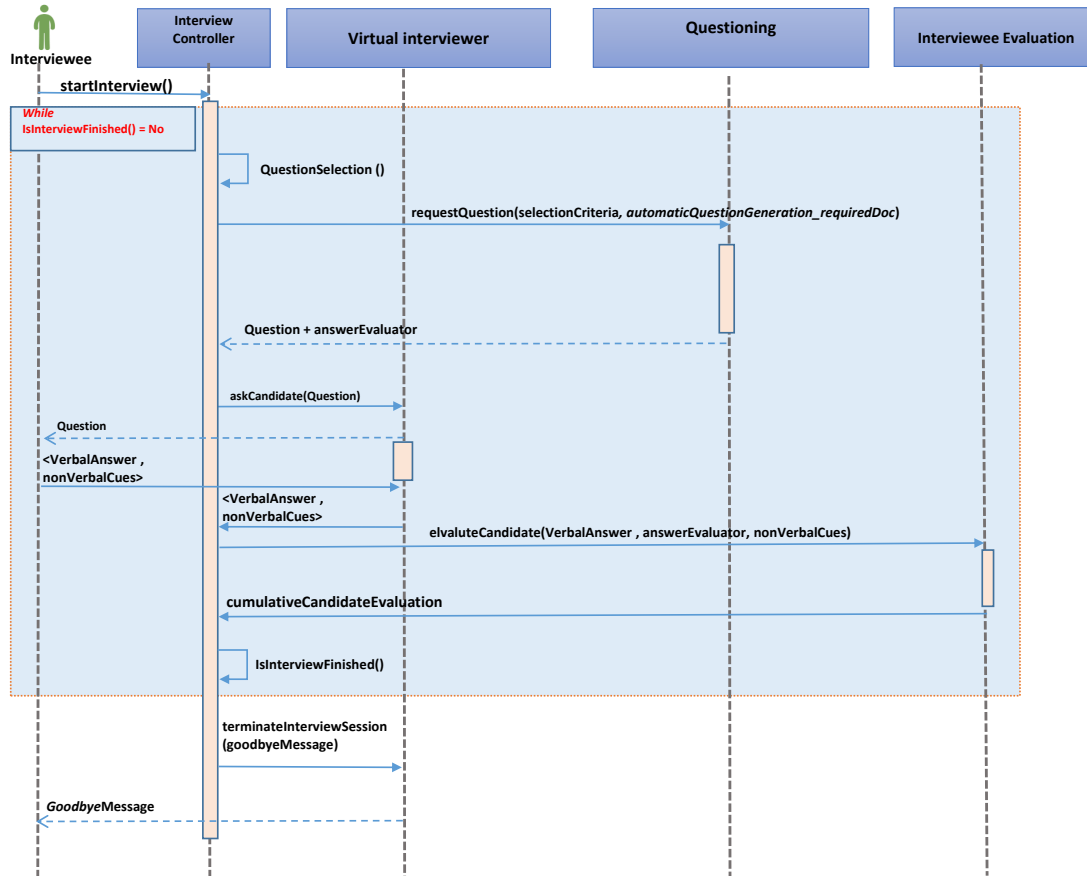 Interviewee
Interview
Controller
Virtual interviewer
Questioning
Interviewee Evaluation
startInterview()
While
IsInterviewFinished() = No
QuestionSelection ()
requestQuestion(selectionCriteria, automaticQuestionGeneration_requiredDoc)
Question + answerEvaluator
askCandidate(Question)
Question
<VerbalAnswer ,
nonVerbalCues>
<VerbalAnswer ,
nonVerbalCues>
elvaluteCandidate(VerbalAnswer , answerEvaluator, nonVerbalCues)
cumulativeCandidateEvaluation
IsInterviewFinished()
terminateInterviewSession
(goodbyeMessage)
GoodbyeMessage